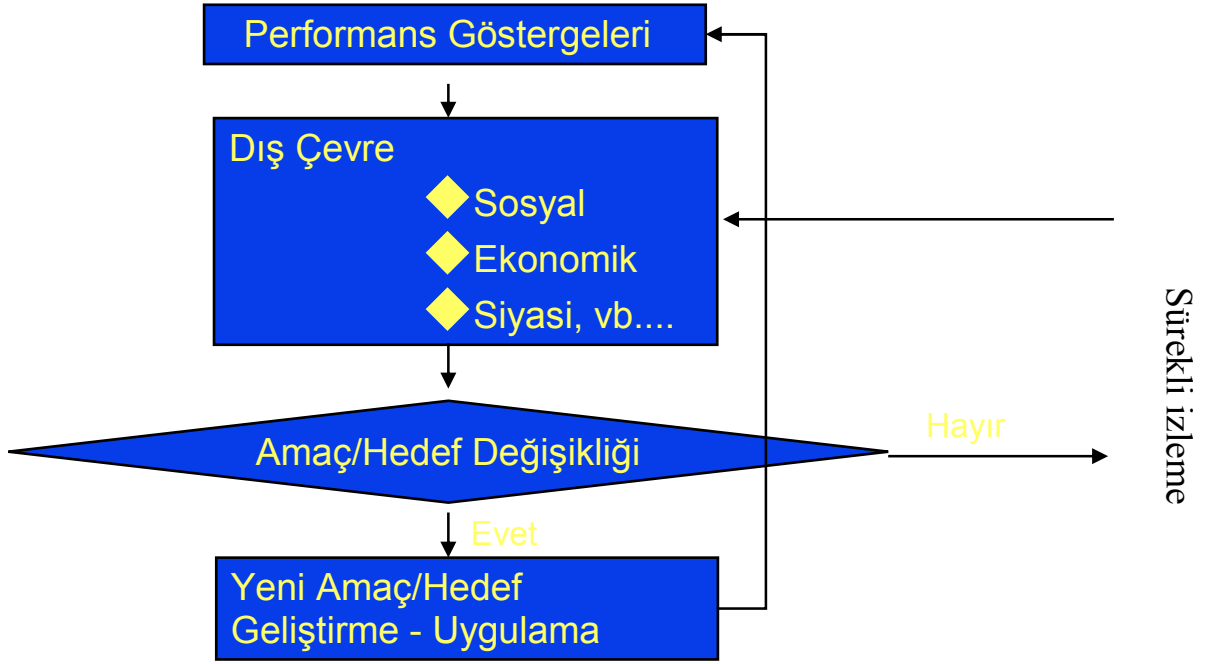 Performans Göstergeleri
Dış Çevre
Sosyal
Ekonomik
Siyasi, vb....
Amaç/Hedef Değişikliği
Hayır
Sürekli izleme
Evet
Yeni Amaç/Hedef
Geliştirme - Uygulama